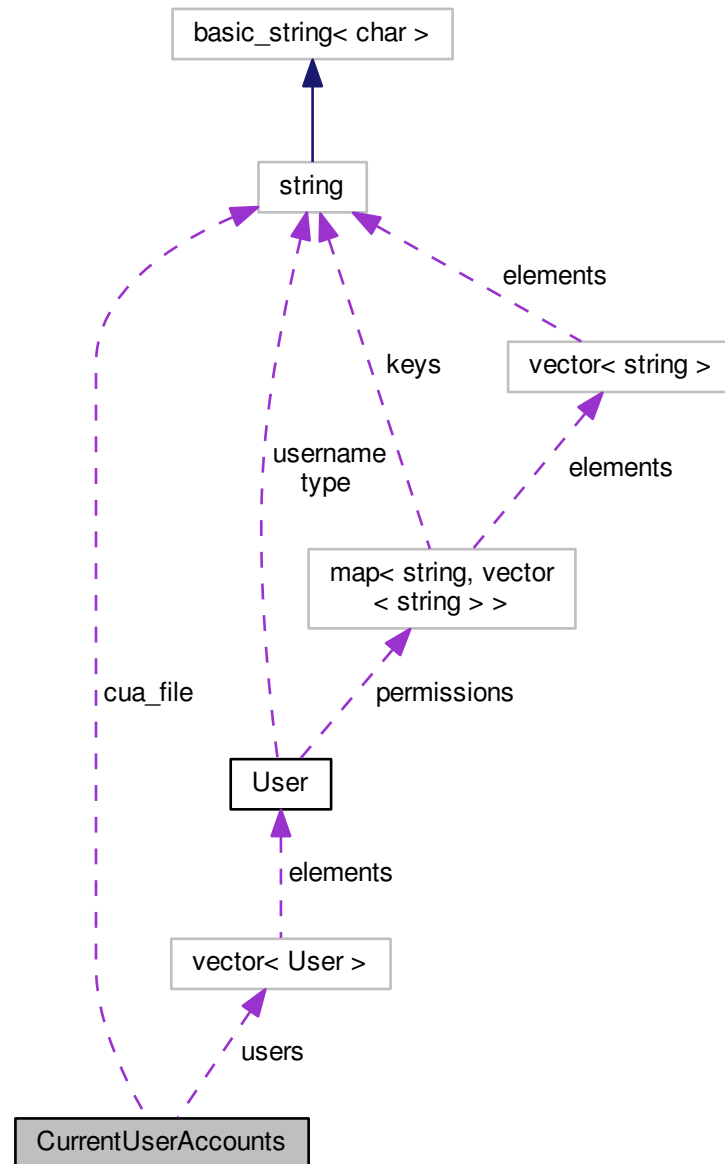 basic_string< char >
string
elements
keys
vector< string >
username
type
elements
map< string, vector
< string > >
cua_file
permissions
User
elements
vector< User >
users
CurrentUserAccounts